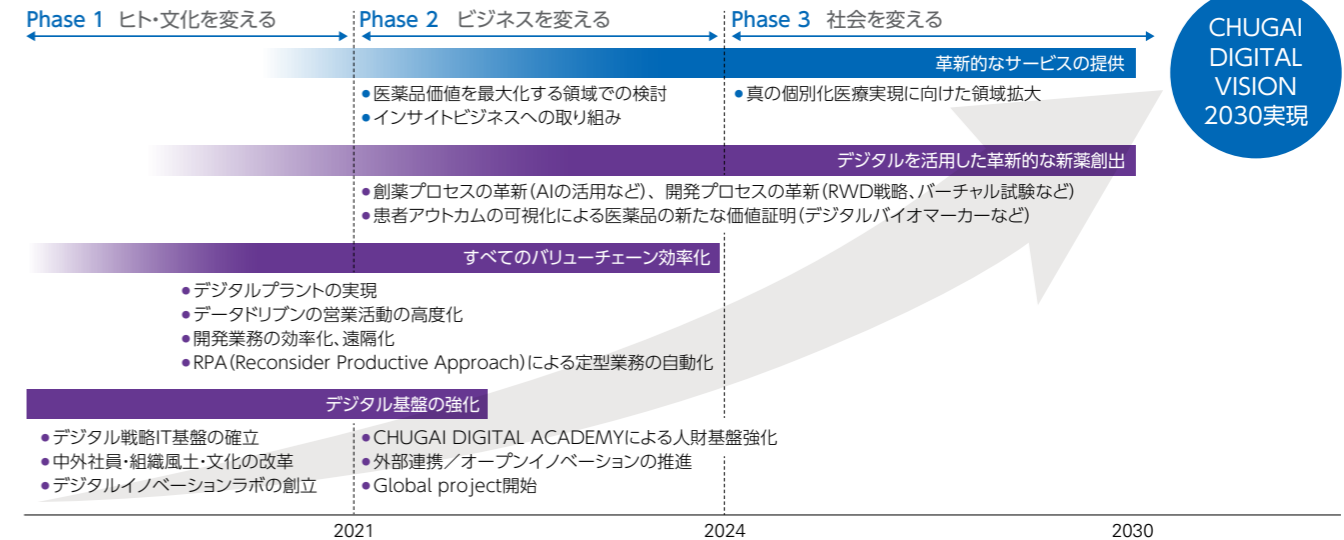 Phase 1 ヒト・文化を変える
Phase 2 ビジネスを変える
Phase 3 社会を変える
CHUGAI
DIGITAL
VISION
2030実現
革新的なサービスの提供
●医薬品価値を最大化する領域での検討
●インサイトビジネスへの取り組み
●真の個別化医療実現に向けた領域拡大
デジタルを活用した革新的な新薬創出
●創薬プロセスの革新(AIの活用など)、開発プロセスの革新(RWD戦略、バーチャル試験など)
●患者アウトカムの可視化による医薬品の新たな価値証明(デジタルバイオマーカーなど)
すべてのバリューチェーン効率化
●デジタルプラントの実現
●データドリブンの営業活動の高度化
●開発業務の効率化、遠隔化
●RPA(Reconsider Productive Approach)による定型業務の自動化
デジタル基盤の強化
●デジタル戦略IT基盤の確立
●中外社員・組織風土・文化の改革
●デジタルイノベーションラボの創立
●CHUGAI DIGITAL ACADEMYによる人財基盤強化
●外部連携/オープンイノベーションの推進
●Global project開始
2021
2024
2030